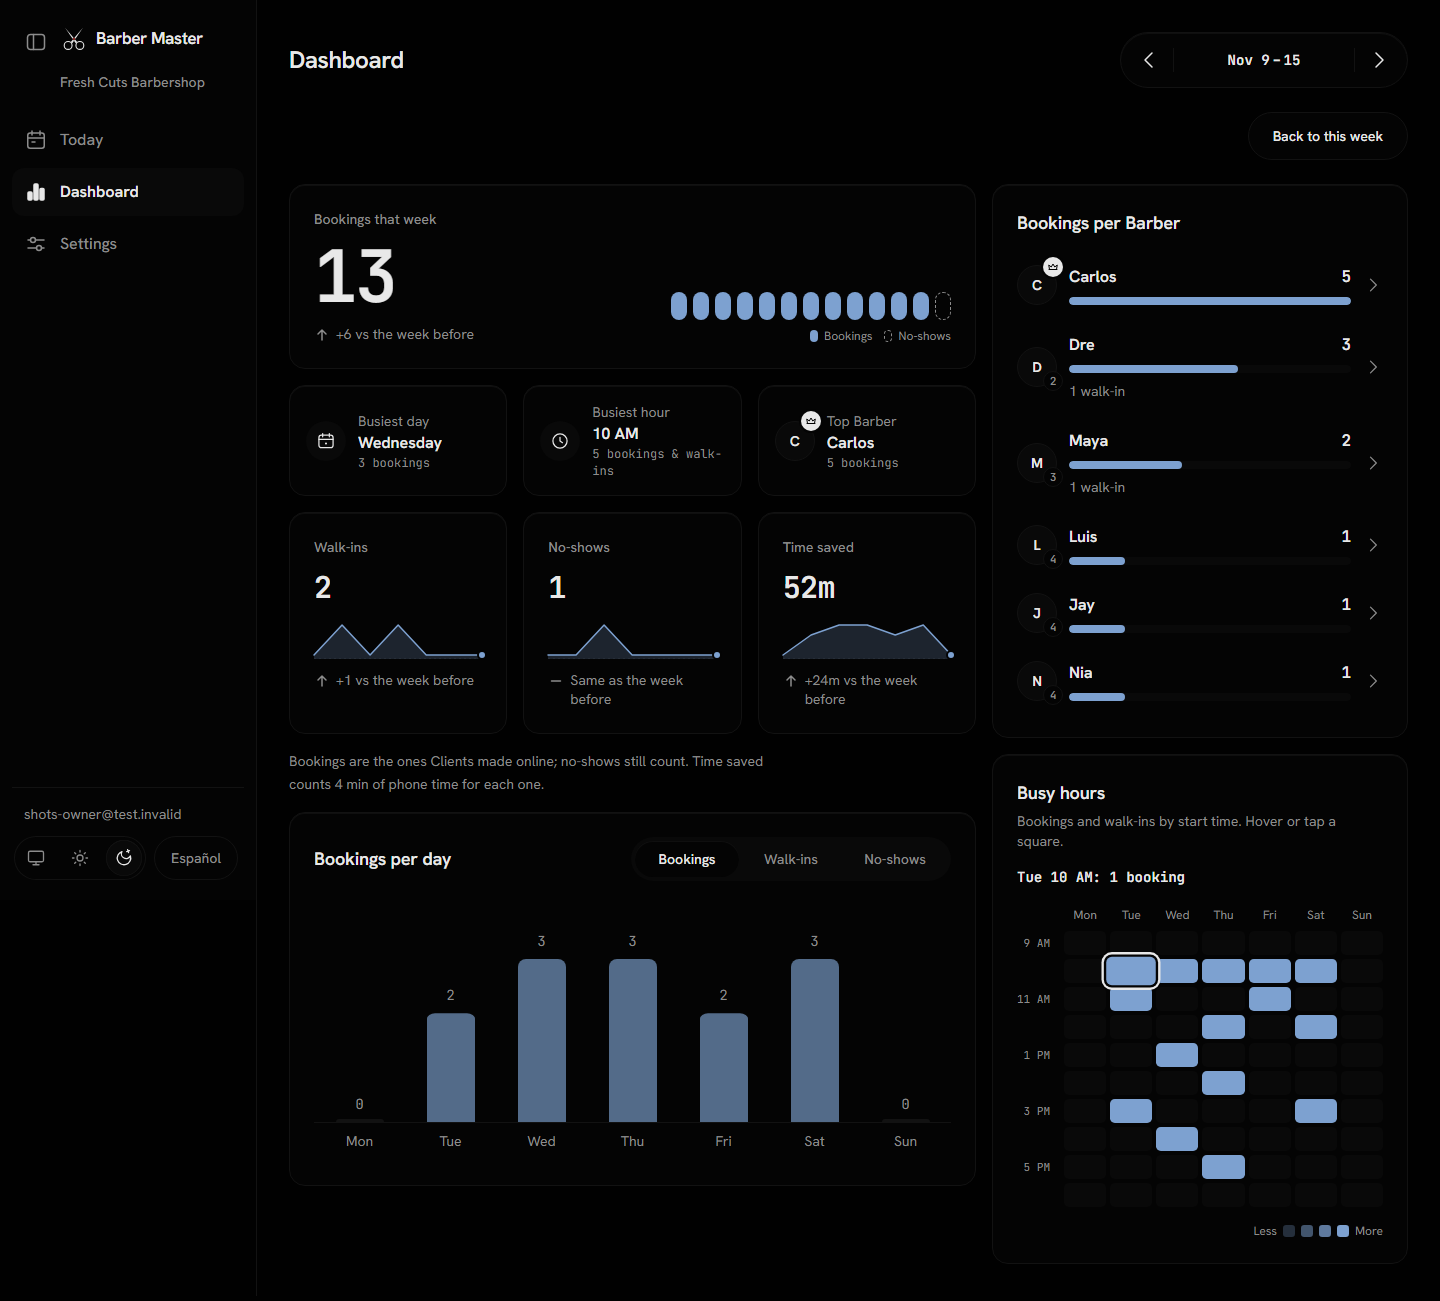 Barber Master
Fresh Cuts Barbershop
Today
Dashboard
Settings
shots-owner@test.invalid
Español
Dashboard
Nov 9–15
Back to this week
Bookings that week
13
+6 vs the week before
Bookings
No-shows
Busiest day
Wednesday
3 bookings
Busiest hour
10 AM
5 bookings & walk-
ins
C
Top Barber
Carlos
5 bookings
Walk-ins
2
+1 vs the week before
No-shows
1
Same as the week
before
Time saved
52m
+24m vs the week
before
Bookings are the ones Clients made online; no-shows still count. Time saved
counts 4 min of phone time for each one.
Bookings per day
Bookings
Walk-ins
No-shows
0 2 3 3 2 3 0
Mon Tue Wed Thu Fri Sat Sun
Bookings per Barber
C
Carlos
5
D
2
Dre
3
1 walk-in
M
3
Maya
2
1 walk-in
L
4
Luis
1
J
4
Jay
1
N
4
Nia
1
Busy hours
Bookings and walk-ins by start time. Hover or tap a
square.
Tue 10 AM: 1 booking
Mon Tue Wed Thu Fri Sat Sun
9 AM
11 AM
1 PM
3 PM
5 PM
Less
More